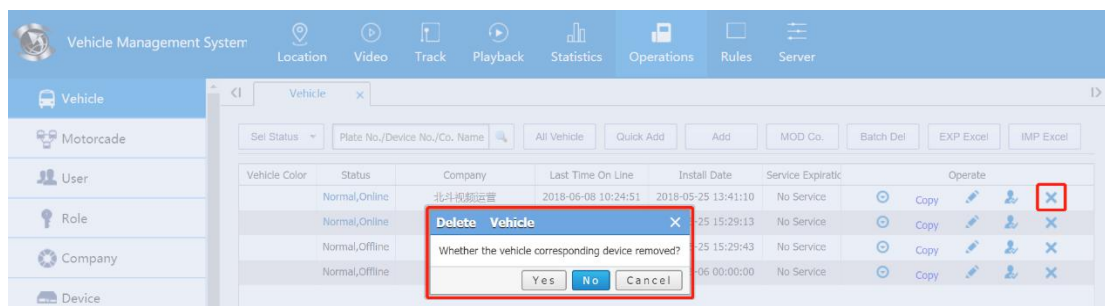 Vehicle Management System
Location Video Track Playback Statistics Operations Rules Server
Vehicle
Motorcade
User
Role
Company
Device
Vehicle
Sel Status Plate No./Device No./Co. Name All Vehicle Quick Add Add MOD Co. Batch Del EXP Excel IMP Excel
Vehicle Color Status Company Last Time On Line Install Date Service Expiratic Operate
Normal,Online 北斗视频运营 2018-06-08 10:24:51 2018-05-25 13:41:10 No Service Copy
Normal,Online -25 15:29:13 No Service Copy
Normal,Offline -25 15:29:43 No Service Copy
Normal,Offline -06 00:00:00 No Service Copy
Delete Vehicle
Whether the vehicle corresponding device removed?
Yes No Cancel